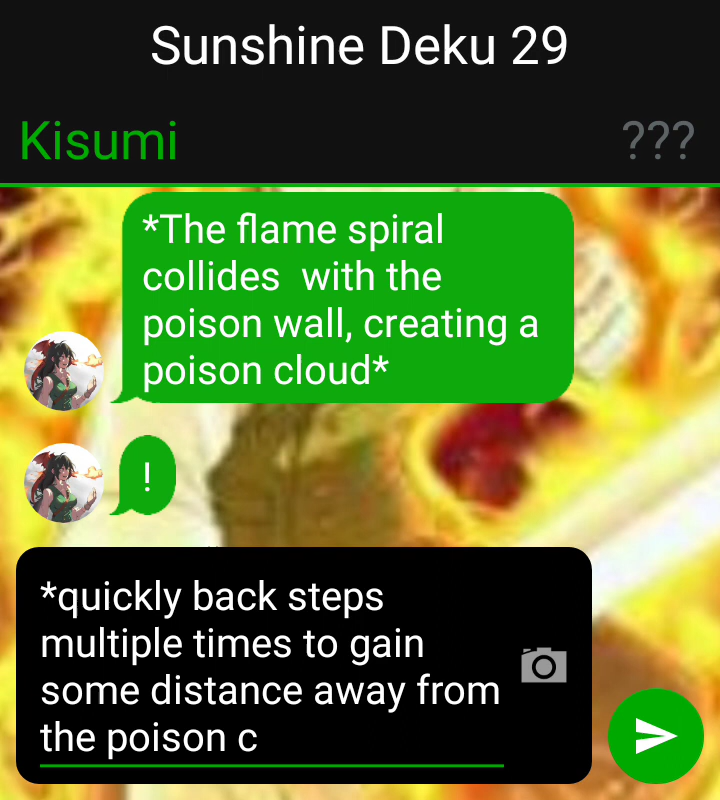 Sunshine Deku 29
Kisumi
???
*The flame spiral
collides  with the
poison wall, creating a
poison cloud*
!
*quickly back steps
multiple times to gain
some distance away from
the poison c